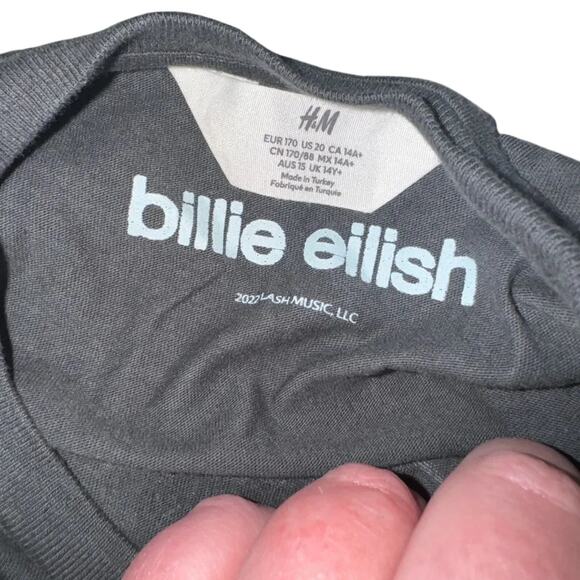 H&M
EUR 170 US 20 CA 14A+
CN 170/88 MX 14A+
AUS 15 UK 14Y+
Made in Turkey
Fabriqué en Turquie
billie eilish
2022 LASH MUSIC, LLC